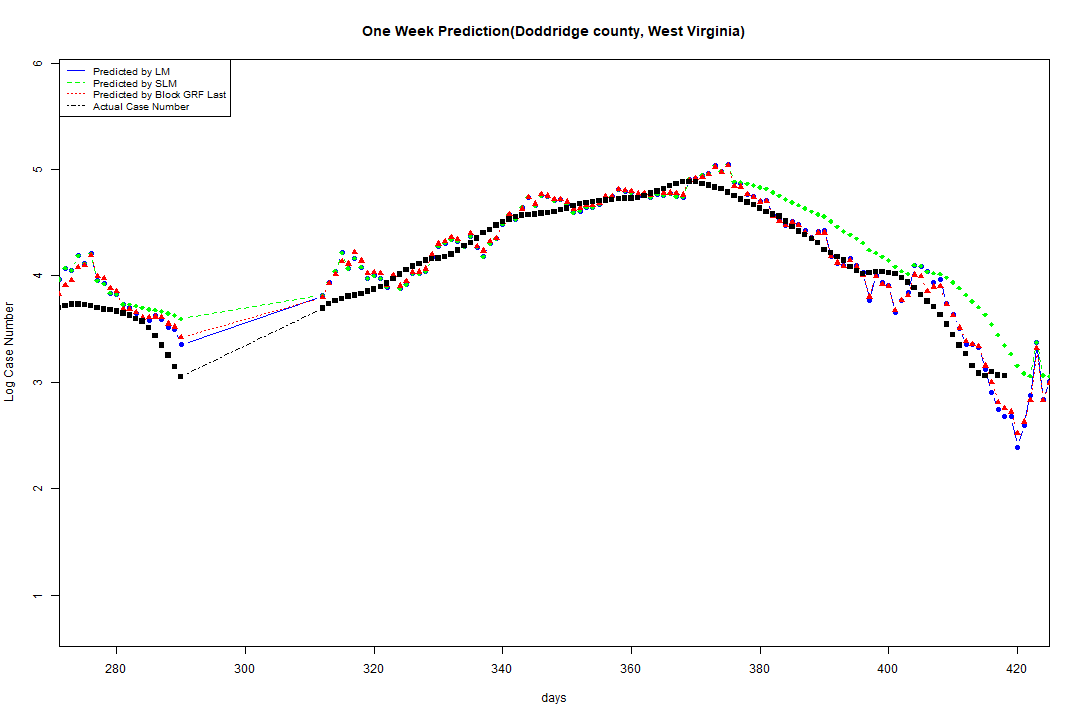 One Week Prediction(Doddridge county, West Virginia)
Predicted by LM
Predicted by SLM
Predicted by Block GRF Last
Actual Case Number
6
5
4
3
2
1
Log Case Number
280 300 320 340 360 380 400 420
days